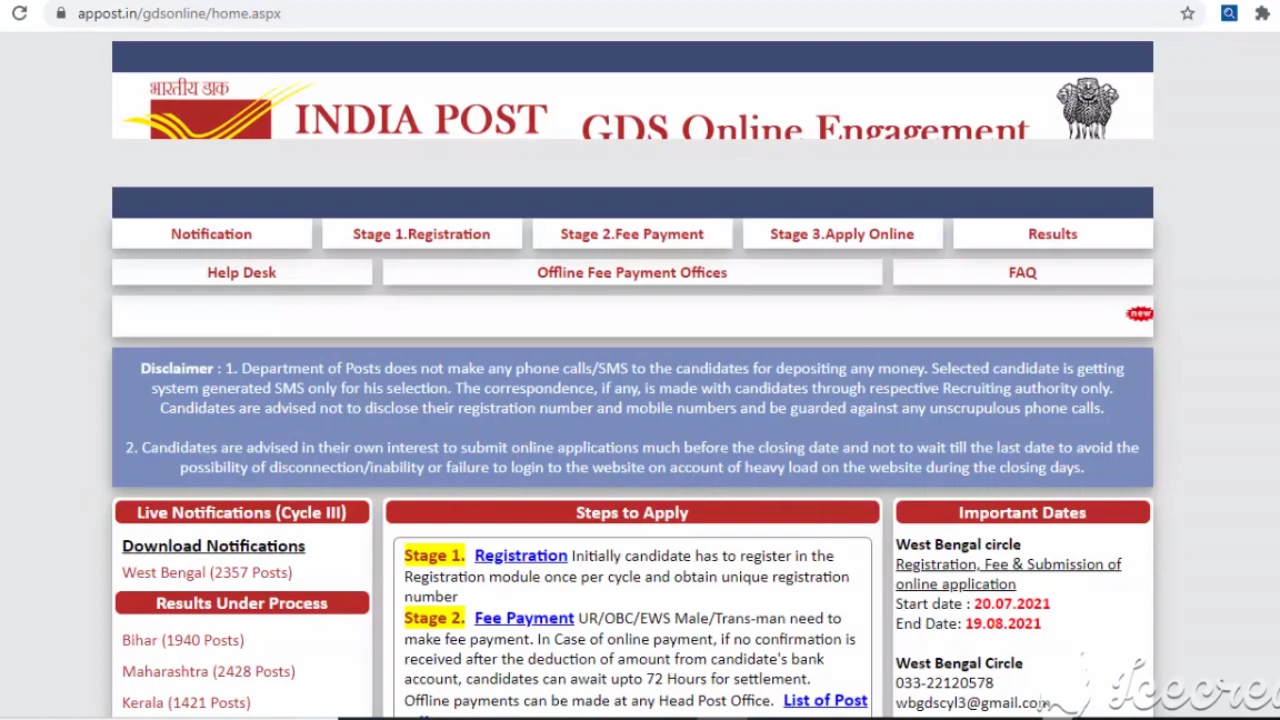 appost.in/gdsonline/home.aspx
भारतीय डाक
INDIA POST
GDS Online Engagement
Notification
Stage 1.Registration
Stage 2.Fee Payment
Stage 3.Apply Online
Results
Help Desk
Offline Fee Payment Offices
FAQ
new
Disclaimer : 1. Department of Posts does not make any phone calls/SMS to the candidates for depositing any money. Selected candidate is getting
system generated SMS only for his selection. The correspondence, if any, is made with candidates through respective Recruiting authority only.
Candidates are advised not to disclose their registration number and mobile numbers and be guarded against any unscrupulous phone calls.
2. Candidates are advised in their own interest to submit online applications much before the closing date and not to wait till the last date to avoid the
possibility of disconnection/inability or failure to login to the website on account of heavy load on the website during the closing days.
Live Notifications (Cycle III)
Download Notifications
West Bengal (2357 Posts)
Results Under Process
Bihar (1940 Posts)
Maharashtra (2428 Posts)
Kerala (1421 Posts)
Steps to Apply
Stage 1. Registration Initially candidate has to register in the
Registration module once per cycle and obtain unique registration
number
Stage 2. Fee Payment UR/OBC/EWS Male/Trans-man need to
make fee payment. In Case of online payment, if no confirmation is
received after the deduction of amount from candidate's bank
account, candidates can await upto 72 Hours for settlement.
Offline payments can be made at any Head Post Office. List of Post
Important Dates
West Bengal circle
Registration, Fee & Submission of
online application
Start date : 20.07.2021
End Date: 19.08.2021
West Bengal Circle
033-22120578
wbgdscyl3@gmail.com